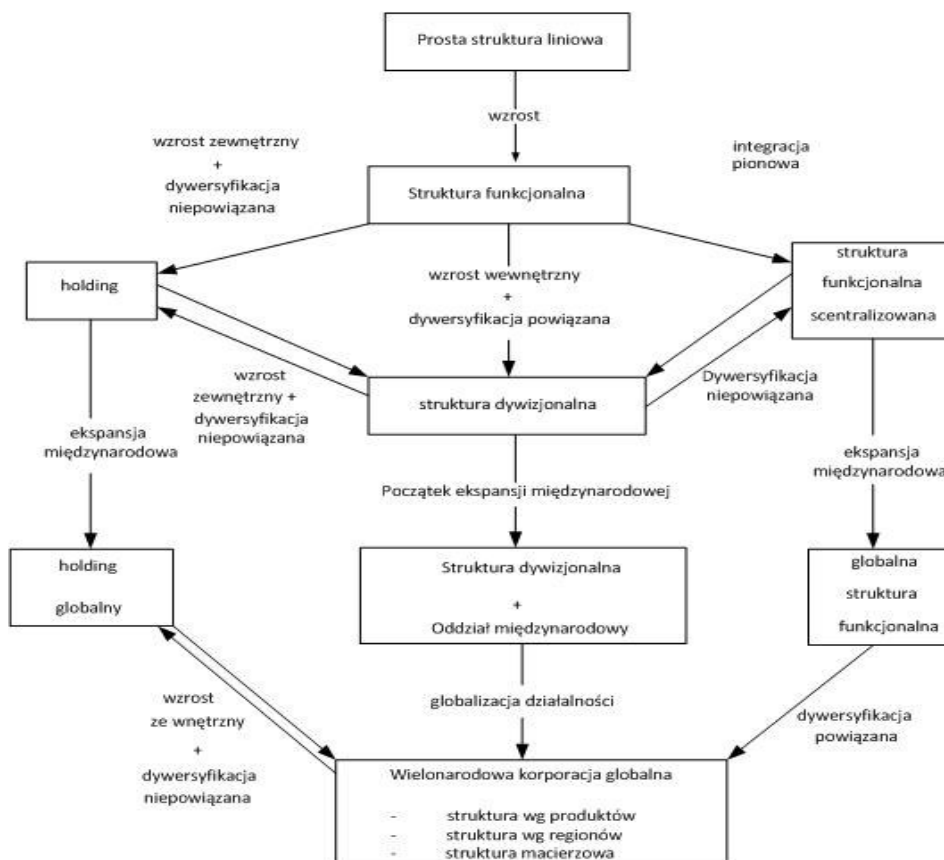 Prosta struktura liniowa
wzrost
wzrost zewnętrzny
+
dywersyfikacja
niepowiązana
integracja
pionowa
Struktura funkcjonalna
holding
wzrost wewnętrzny
+
dywersyfikacja powiązana
struktura
funkcjonalna
scentralizowana
wzrost
zewnętrzny +
dywersyfikacja
niepowiązana
struktura dywizjonalna
Dywersyfikacja
niepowiązana
ekspansja
międzynarodowa
Początek ekspansji międzynarodowej
ekspansja
międzynarodowa
holding
globalny
Struktura dywizjonalna
+
Oddział międzynarodowy
globalna
struktura
funkcjonalna
wzrost
ze wnętrzny
+
dywersyfikacja
niepowiązana
globalizacja działalności
dywersyfikacja
powiązana
Wielonarodowa korporacja globalna
- struktura wg produktów
- struktura wg regionów
- struktura macierzowa